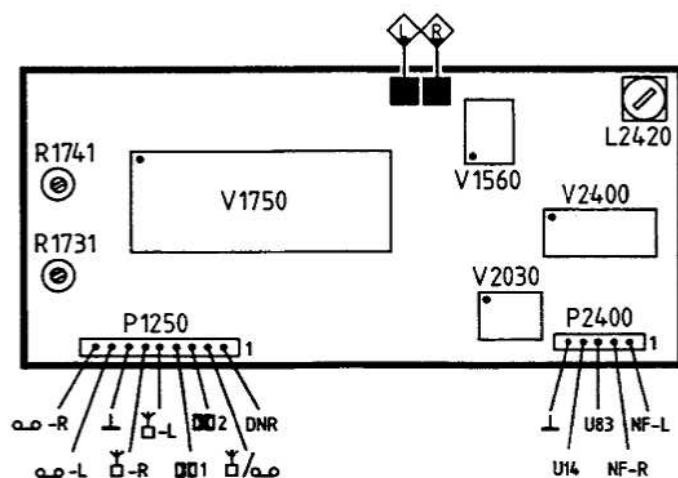 L R
R1741
L2420
V1750
V1560
V2400
R1731
V2030
P1250
P2400
1
1
-R
-L
2
DNR
U83
NF-L
-L
-R
1
/
U14
NF-R